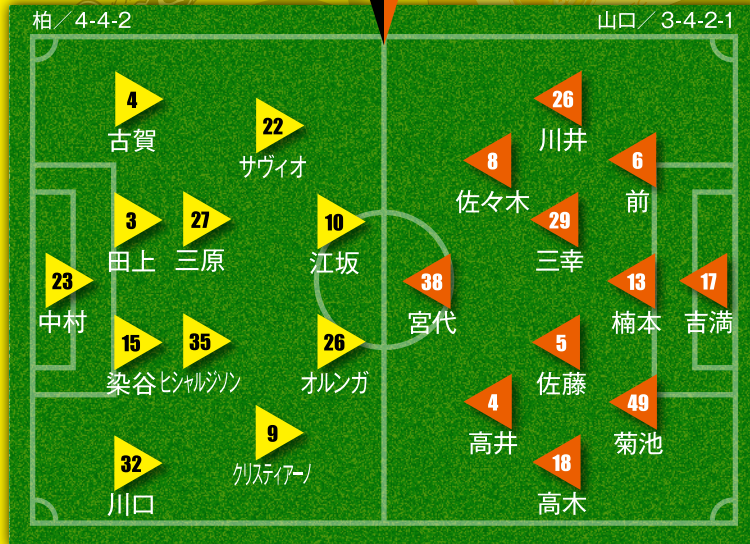 柏／4-4-2
山口／3-4-2-1
4
古賀
22
サヴィオ
3
田上
27
三原
10
江坂
23
中村
15
染谷
35
ヒシャルジソン
26
オルンガ
9
クリスティアーノ
32
川口
26
川井
8
佐々木
6
前
29
三幸
38
宮代
13
楠本
17
吉満
5
佐藤
4
高井
49
菊池
18
高木